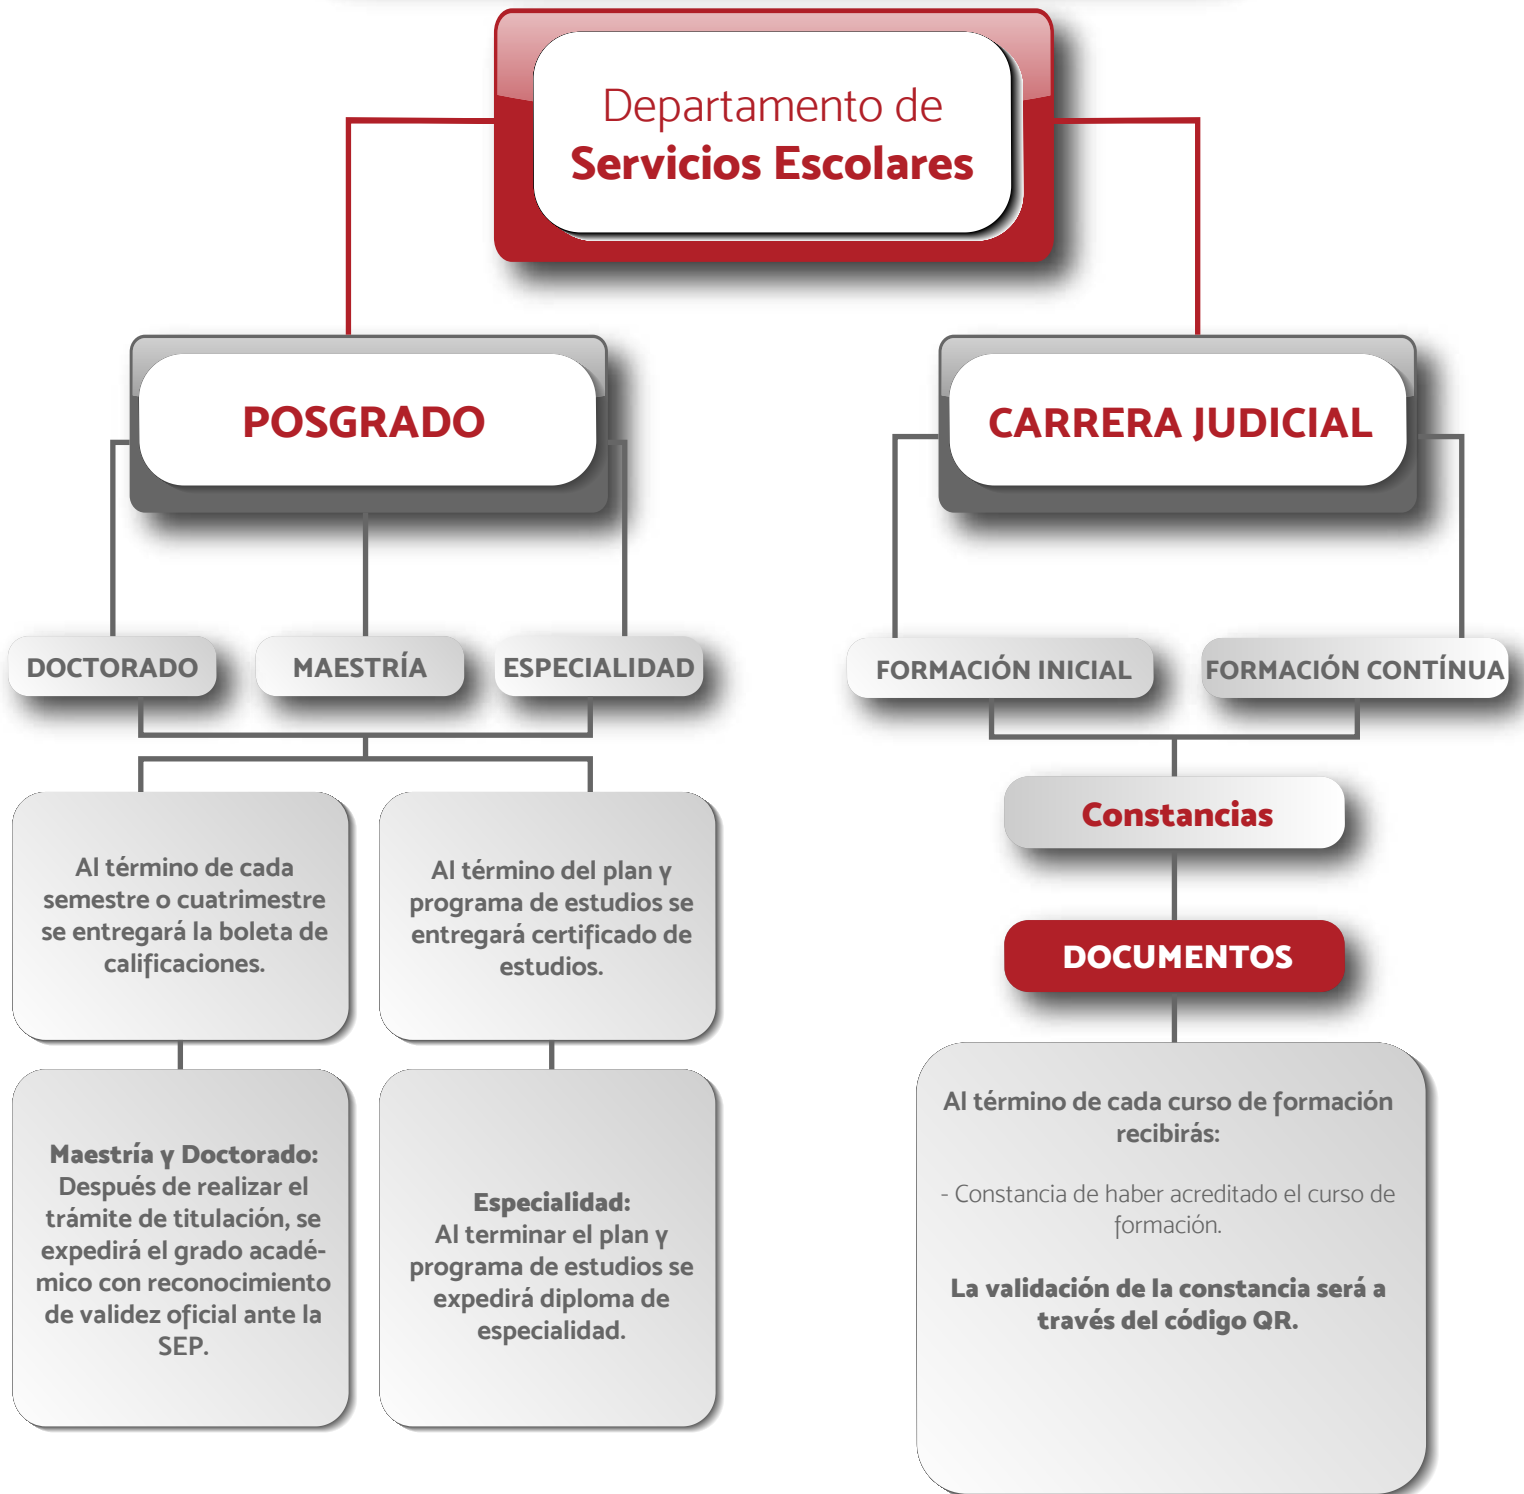 Departamento de
Servicios Escolares
POSGRADO
CARRERA JUDICIAL
DOCTORADO
MAESTRÍA
ESPECIALIDAD
FORMACIÓN INICIAL
FORMACIÓN CONTÍNUA
Al término de cada
semestre o cuatrimestre
se entregará la boleta de
calificaciones.
Al término del plan y
programa de estudios se
entregará certificado de
estudios.
Constancias
DOCUMENTOS
Maestría y Doctorado:
Después de realizar el
trámite de titulación, se
expedirá el grado acadé-
mico con reconocimiento
de validez oficial ante la
SEP.
Especialidad:
Al terminar el plan y
programa de estudios se
expedirá diploma de
especialidad.
Al término de cada curso de formación
recibirás:
- Constancia de haber acreditado el curso de
formación.
La validación de la constancia será a
través del código QR.